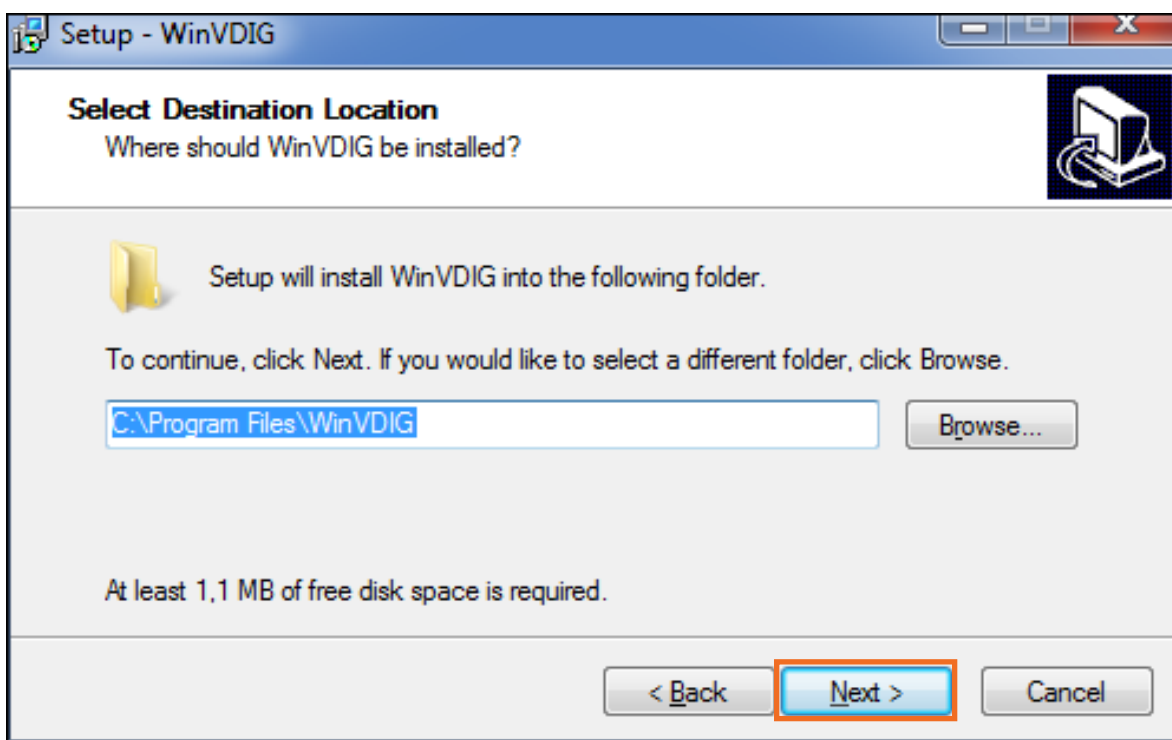 Setup - WinVDIG
Select Destination Location
Where should WinVDIG be installed?
Setup will install WinVDIG into the following folder.
To continue, click Next. If you would like to select a different folder, click Browse.
C:\Program Files\WinVDIG
Browse...
At least 1,1 MB of free disk space is required.
< Back
Next >
Cancel